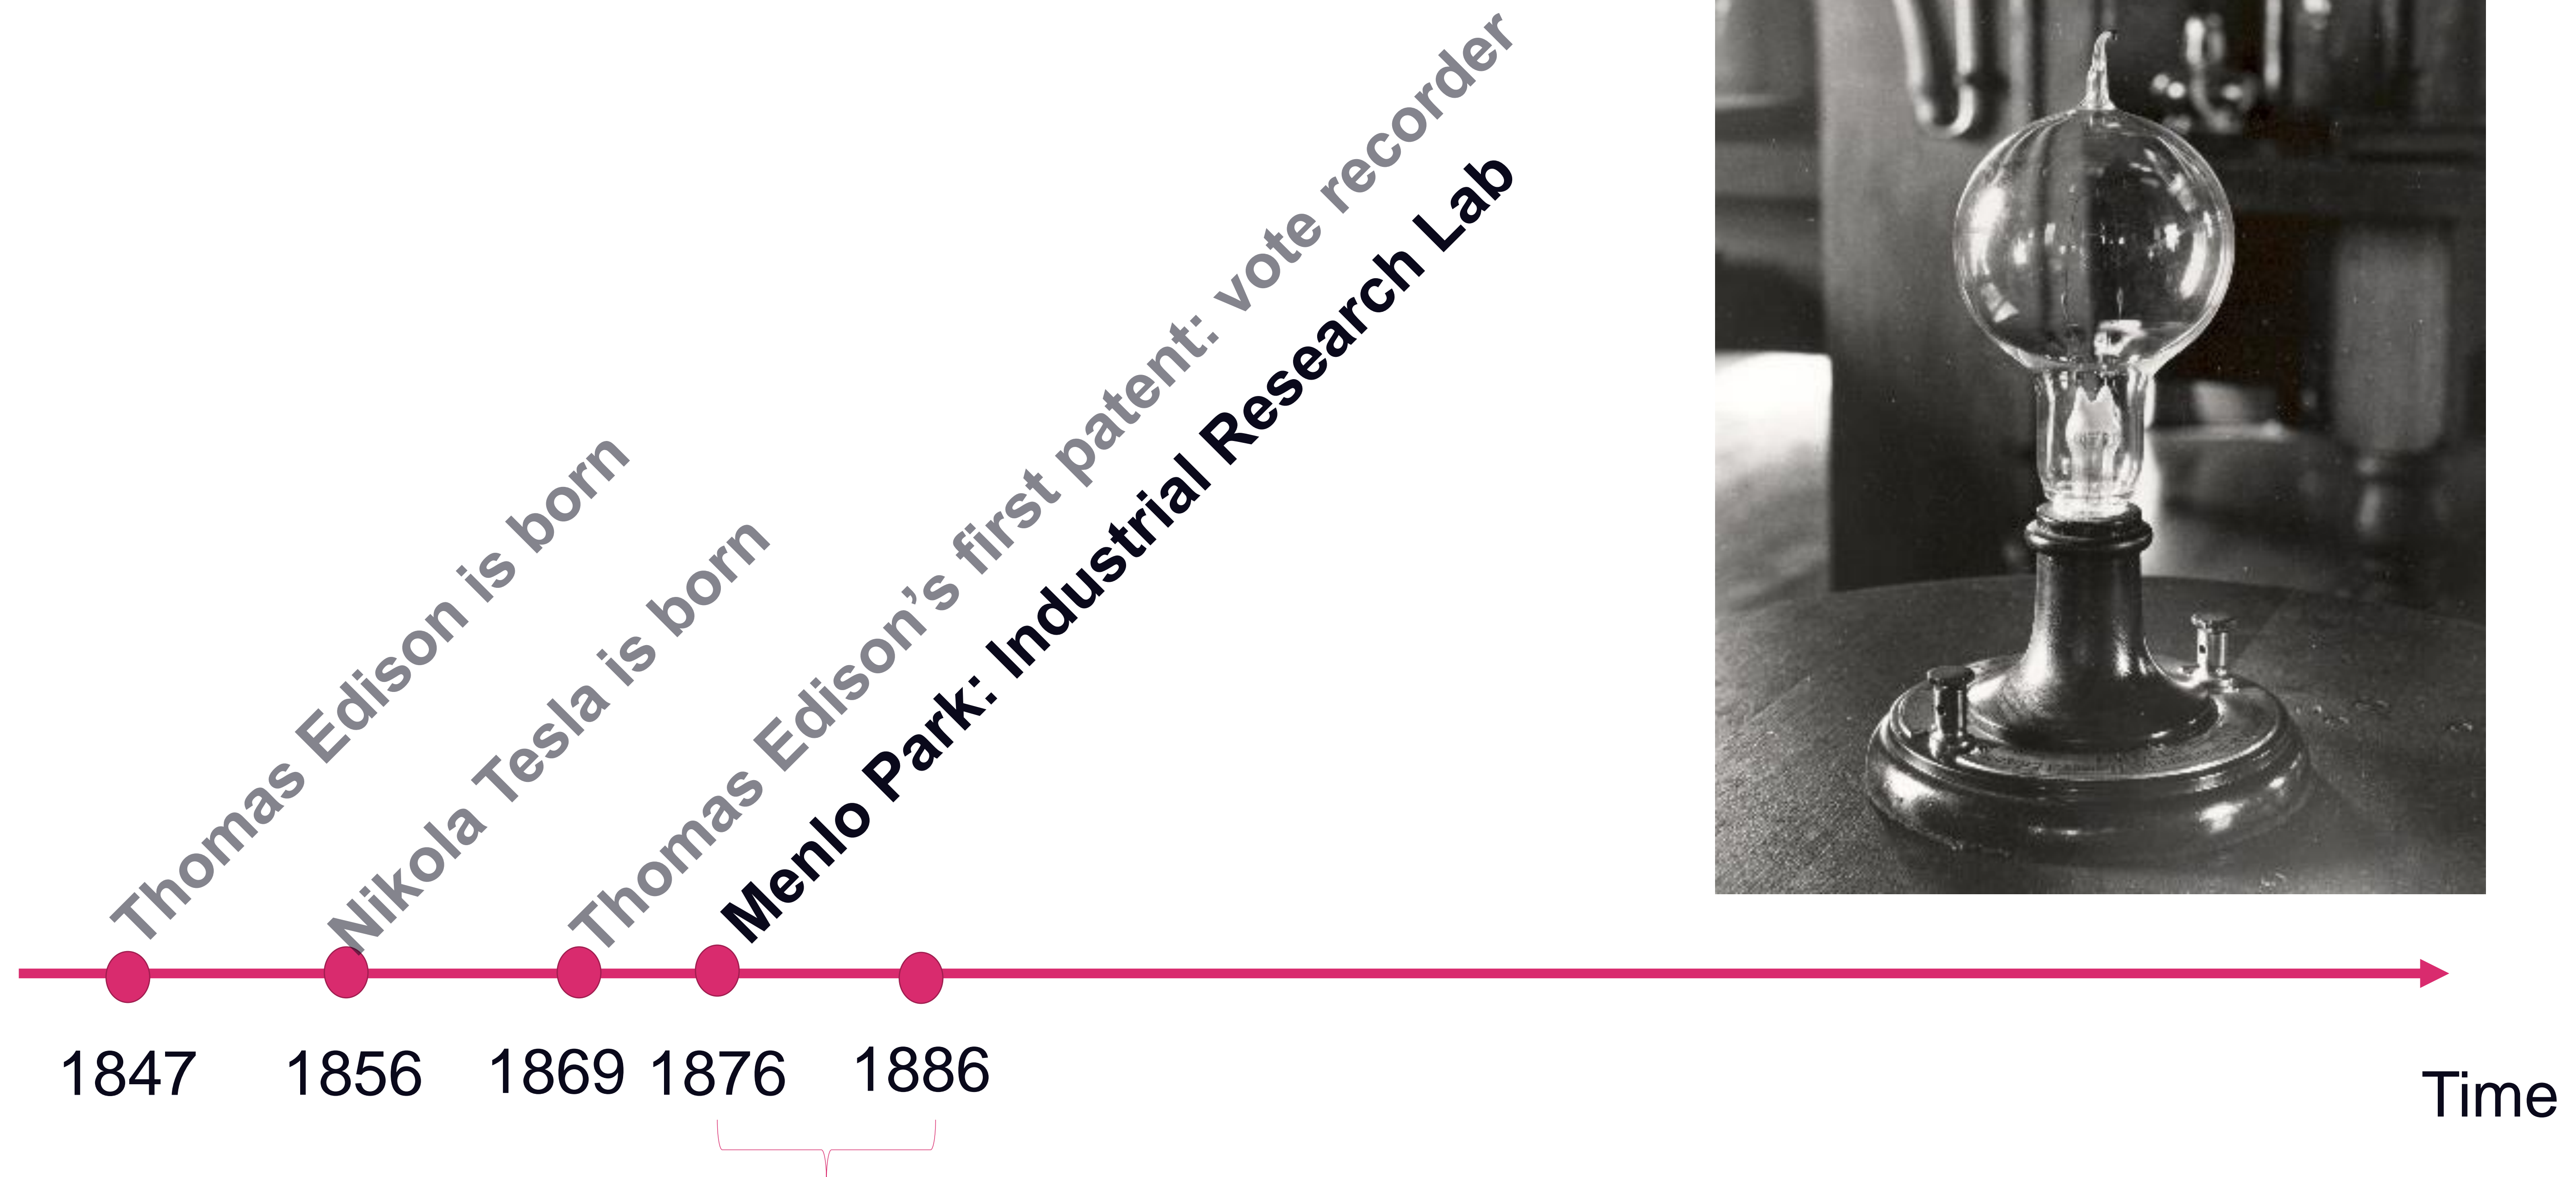 Thomas Edison is born
Nikola Tesla is born
Thomas Edison’s first patent: vote recorder
Menlo Park: Industrial Research Lab
1847
1856
1869
1876
1886
Time